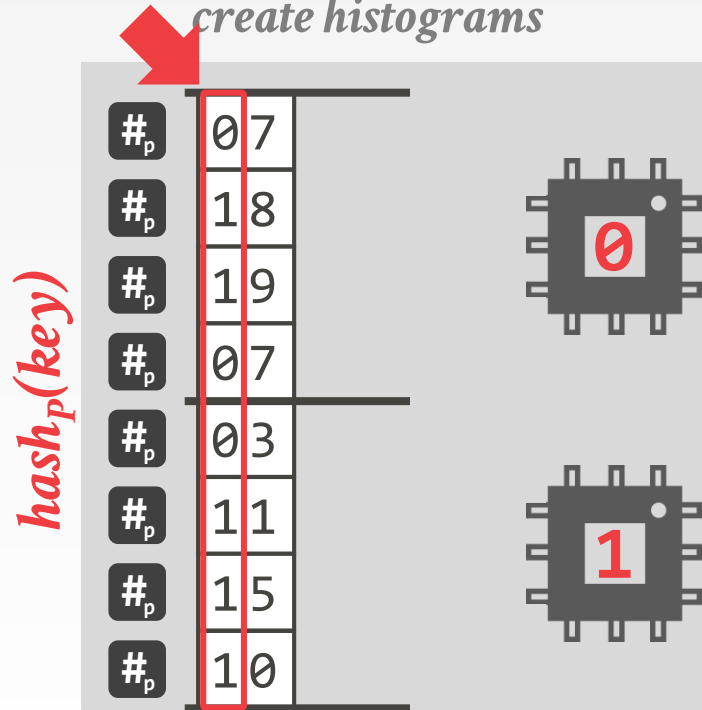 create histograms
hashp(key)
#p 07
#p 18
#p 19
#p 07
#p 03
#p 11
#p 15
#p 10
0
1